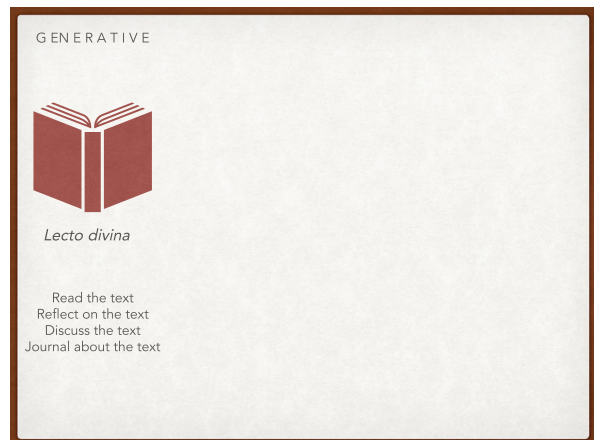 GENERATIVE
Lecto divina
Read the text
Reflect on the text
Discuss the text
Journal about the text